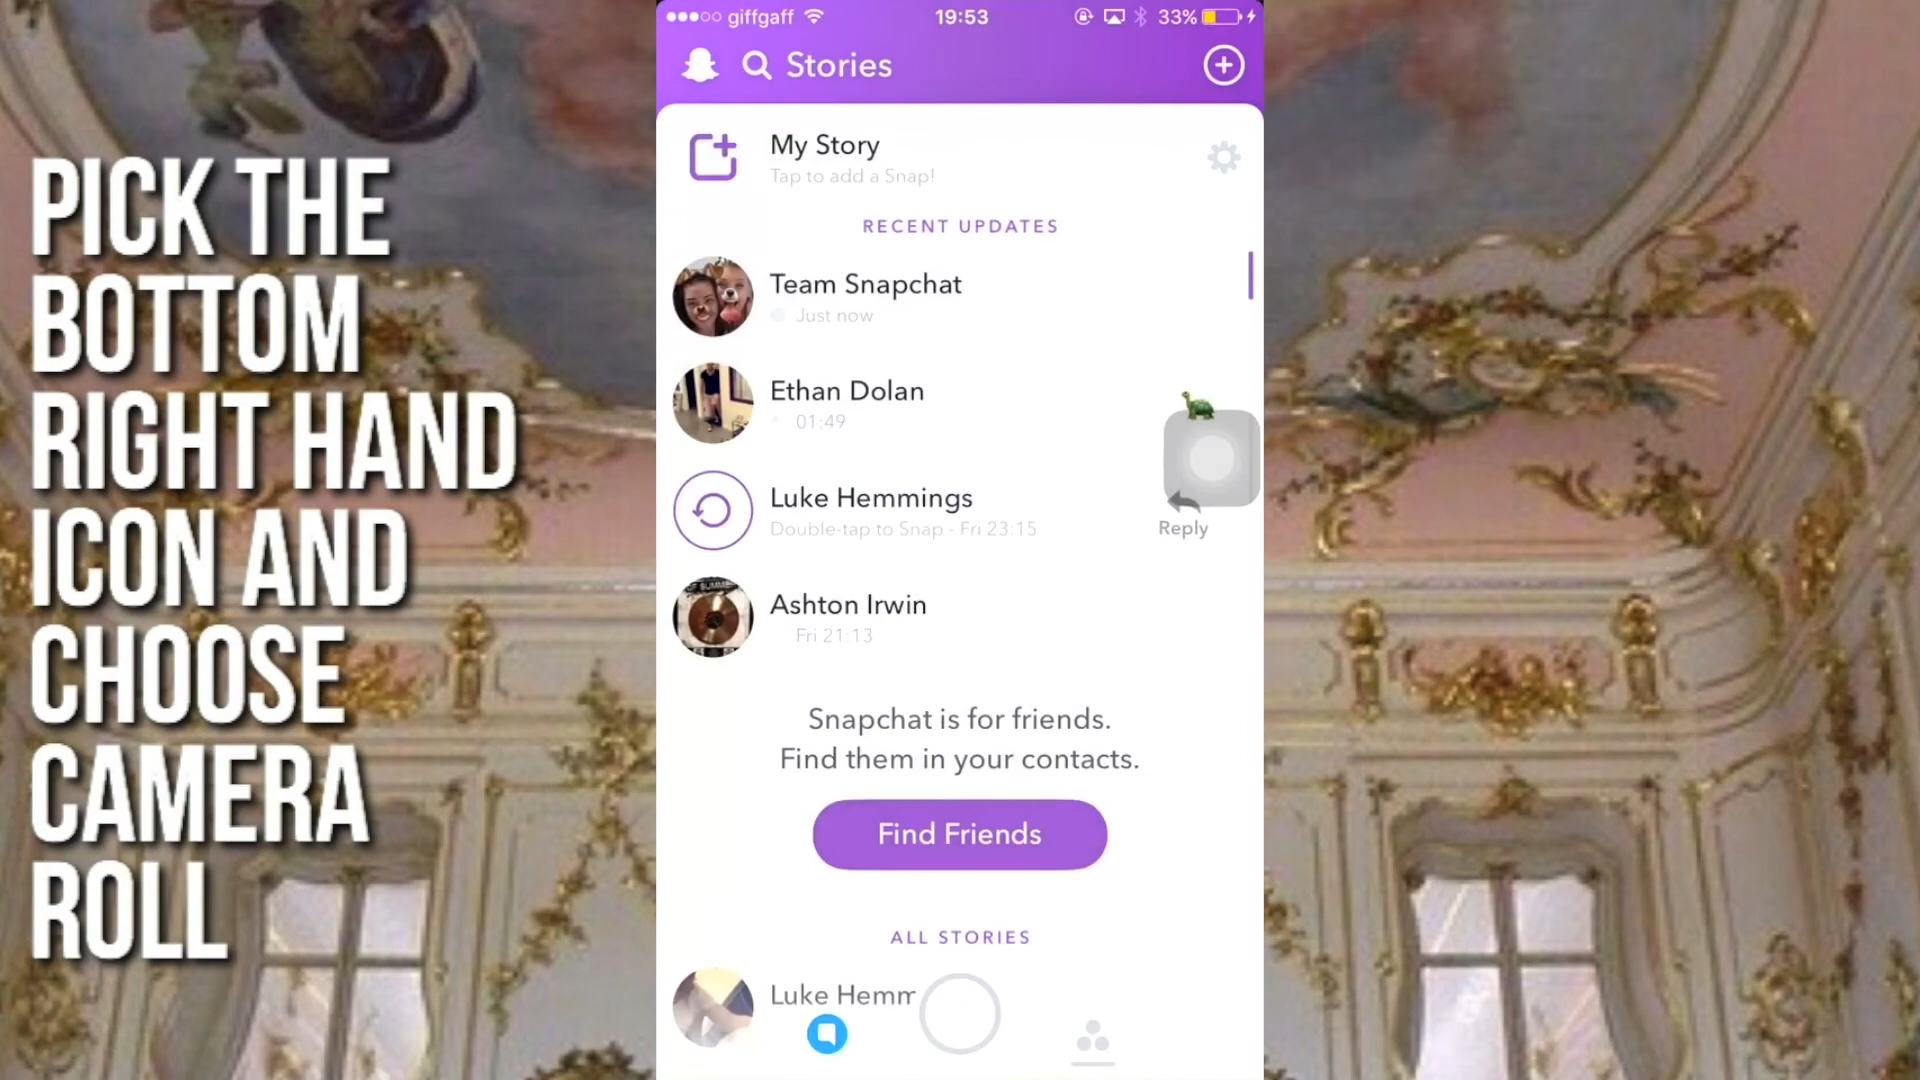 PICK THE
BOTTOM
RIGHT HAND
ICON AND
CHOOSE
CAMERA
ROLL
giffgaff
19:53
33%
Stories
My Story
Tap to add a Snap!
RECENT UPDATES
Team Snapchat
Just now
Ethan Dolan
01:49
Luke Hemmings
Double-tap to Snap - Fri 23:15
Reply
Ashton Irwin
Fri 21:13
Snapchat is for friends.
Find them in your contacts.
Find Friends
ALL STORIES
Luke Hemm